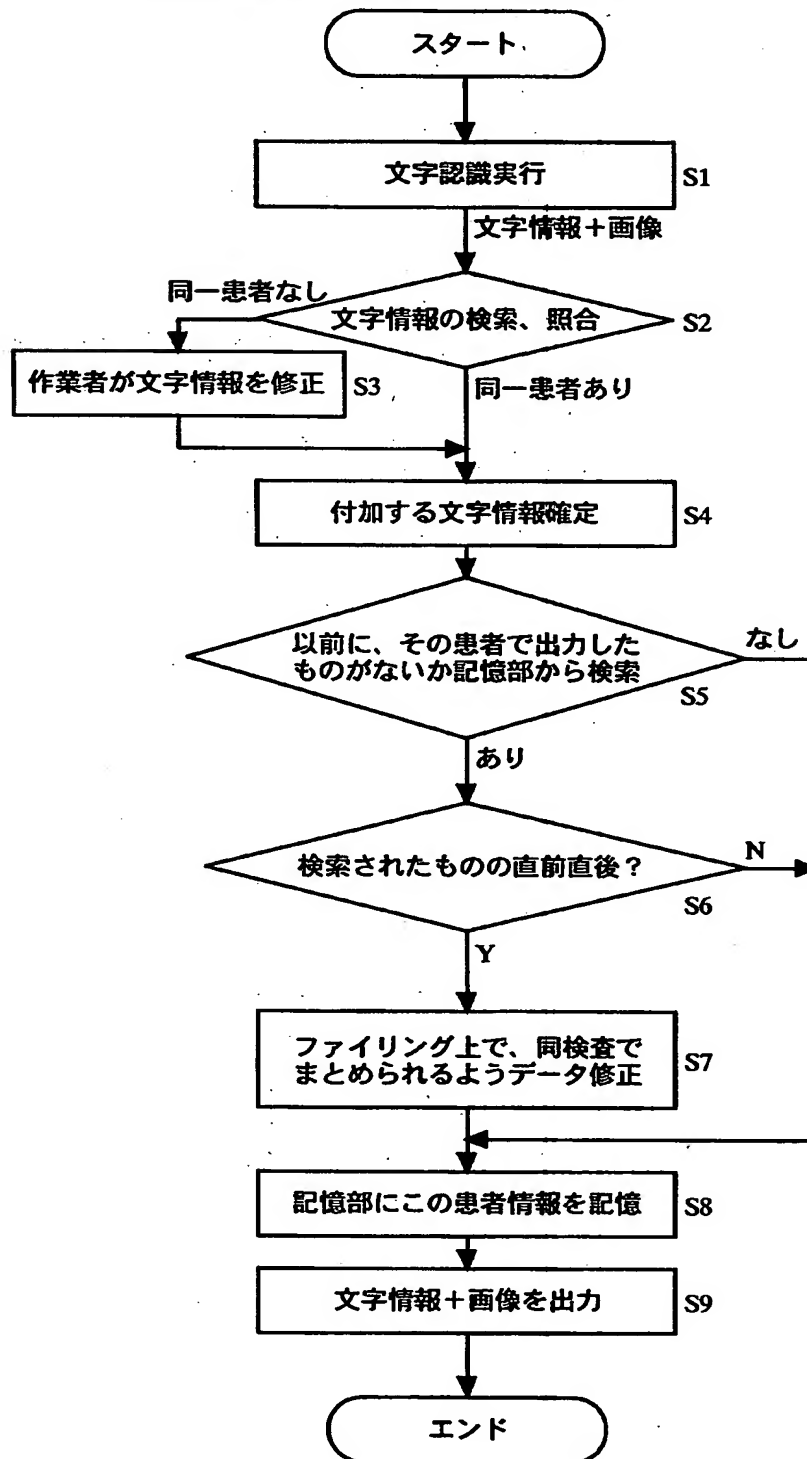 スタート
文字認識実行 S1
文字情報+画像
同一患者なし
文字情報の検索、照合 S2
作業者が文字情報を修正 S3
同一患者あり
付加する文字情報確定 S4
以前に、その患者で出力した
ものがないか記憶部から検索
なし
S5
あり
検索されたものの直前直後?
N
S6
Y
ファイリング上で、同検査で
まとめられるようデータ修正
S7
記憶部にこの患者情報を記憶 S8
文字情報+画像を出力 S9
エンド